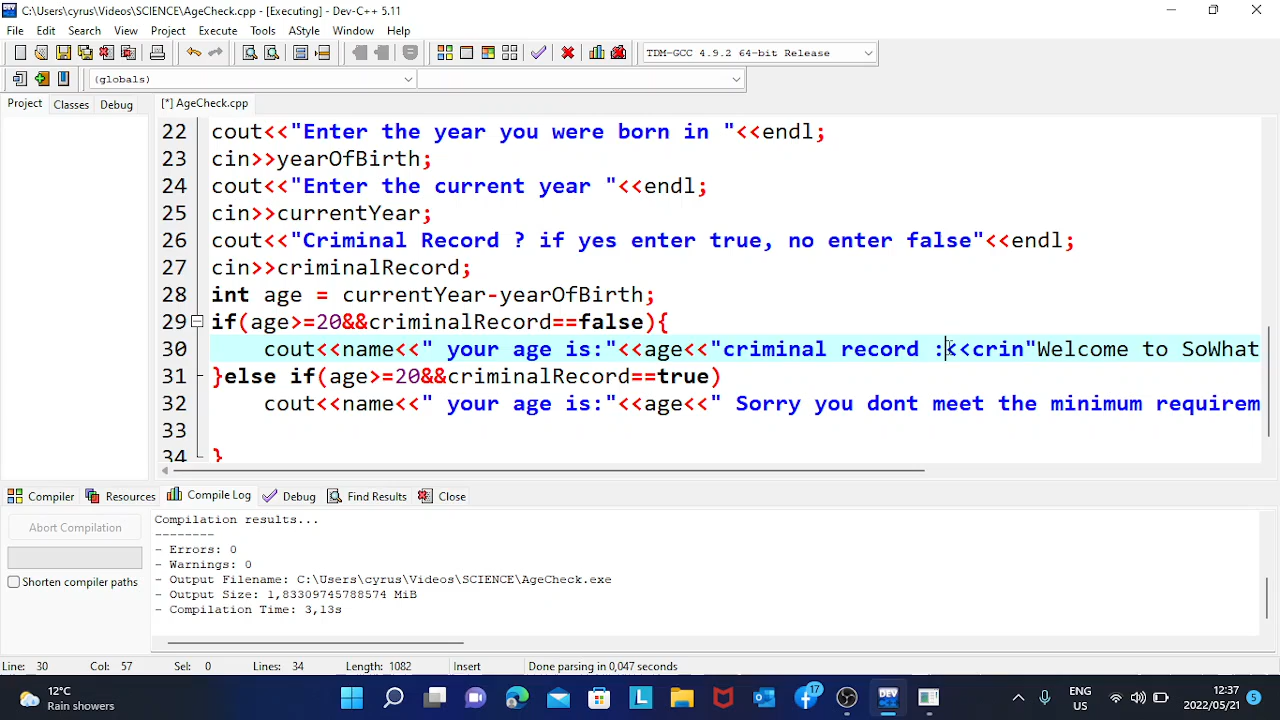 C:\Users\cyrus\Videos\SCIENCE\AgeCheck.cpp - [Executing] - Dev-C++ 5.11
File Edit Search View Project Execute Tools AStyle Window Help
TDM-GCC 4.9.2 64-bit Release
(globals)
Project Classes Debug [*] AgeCheck.cpp
22 cout<<"Enter the year you were born in "<<endl;
23 cin>>yearOfBirth;
24 cout<<"Enter the current year "<<endl;
25 cin>>currentYear;
26 cout<<"Criminal Record ? if yes enter true, no enter false"<<endl;
27 cin>>criminalRecord;
28 int age = currentYear-yearOfBirth;
29 if(age>=20&&criminalRecord==false){
30 cout<<name<<" your age is:"<<age<<"criminal record :<<crin"Welcome to SoWhat
31 }else if(age>=20&&criminalRecord==true)
32 cout<<name<<" your age is:"<<age<<" Sorry you dont meet the minimum requirem
33
34 }
Compiler Resources Compile Log Debug Find Results Close
Abort Compilation
Shorten compiler paths
Compilation results...
--------
- Errors: 0
- Warnings: 0
- Output Filename: C:\Users\cyrus\Videos\SCIENCE\AgeCheck.exe
- Output Size: 1,83309745788574 MiB
- Compilation Time: 3,13s
Line: 30 Col: 57 Sel: 0 Lines: 34 Length: 1082 Insert Done parsing in 0,047 seconds
12°C
Rain showers
DEV
17
ENG
US
12:37
2022/05/21
5